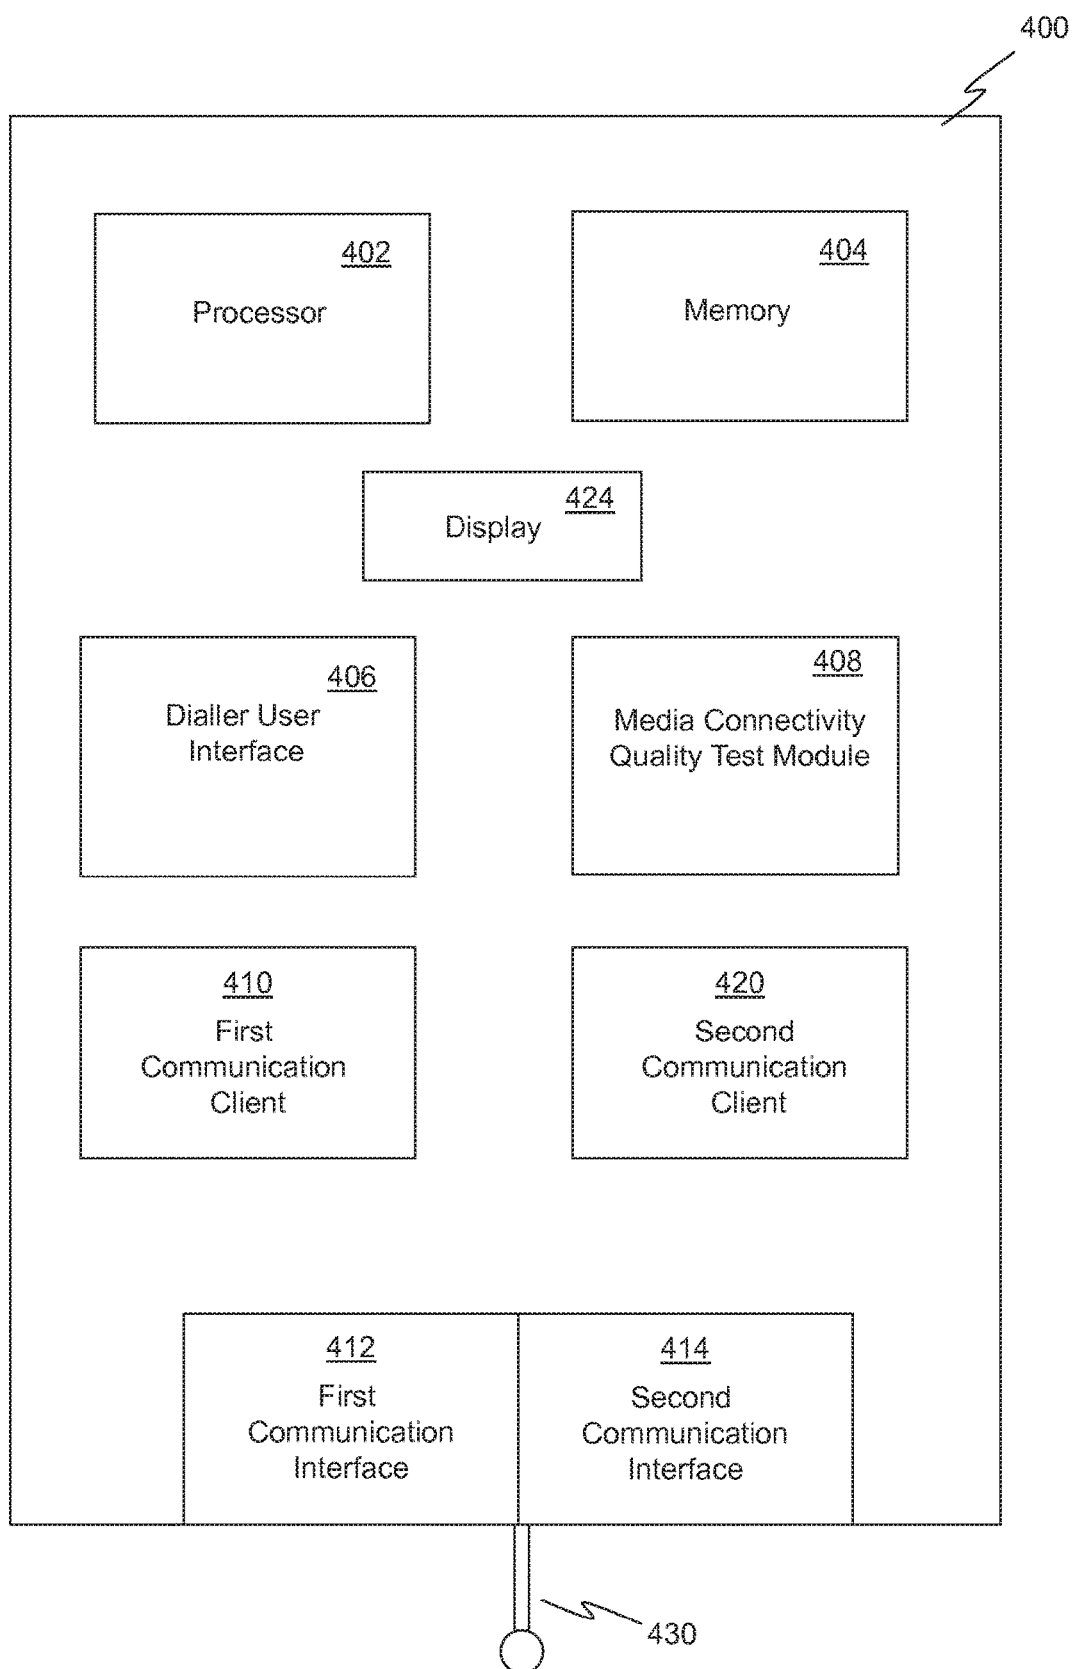 400
402
Processor
404
Memory
424
Display
406
Dialler User
Interface
408
Media Connectivity
Quality Test Module
410
First
Communication
Client
420
Second
Communication
Client
412
First
Communication
Interface
414
Second
Communication
Interface
430